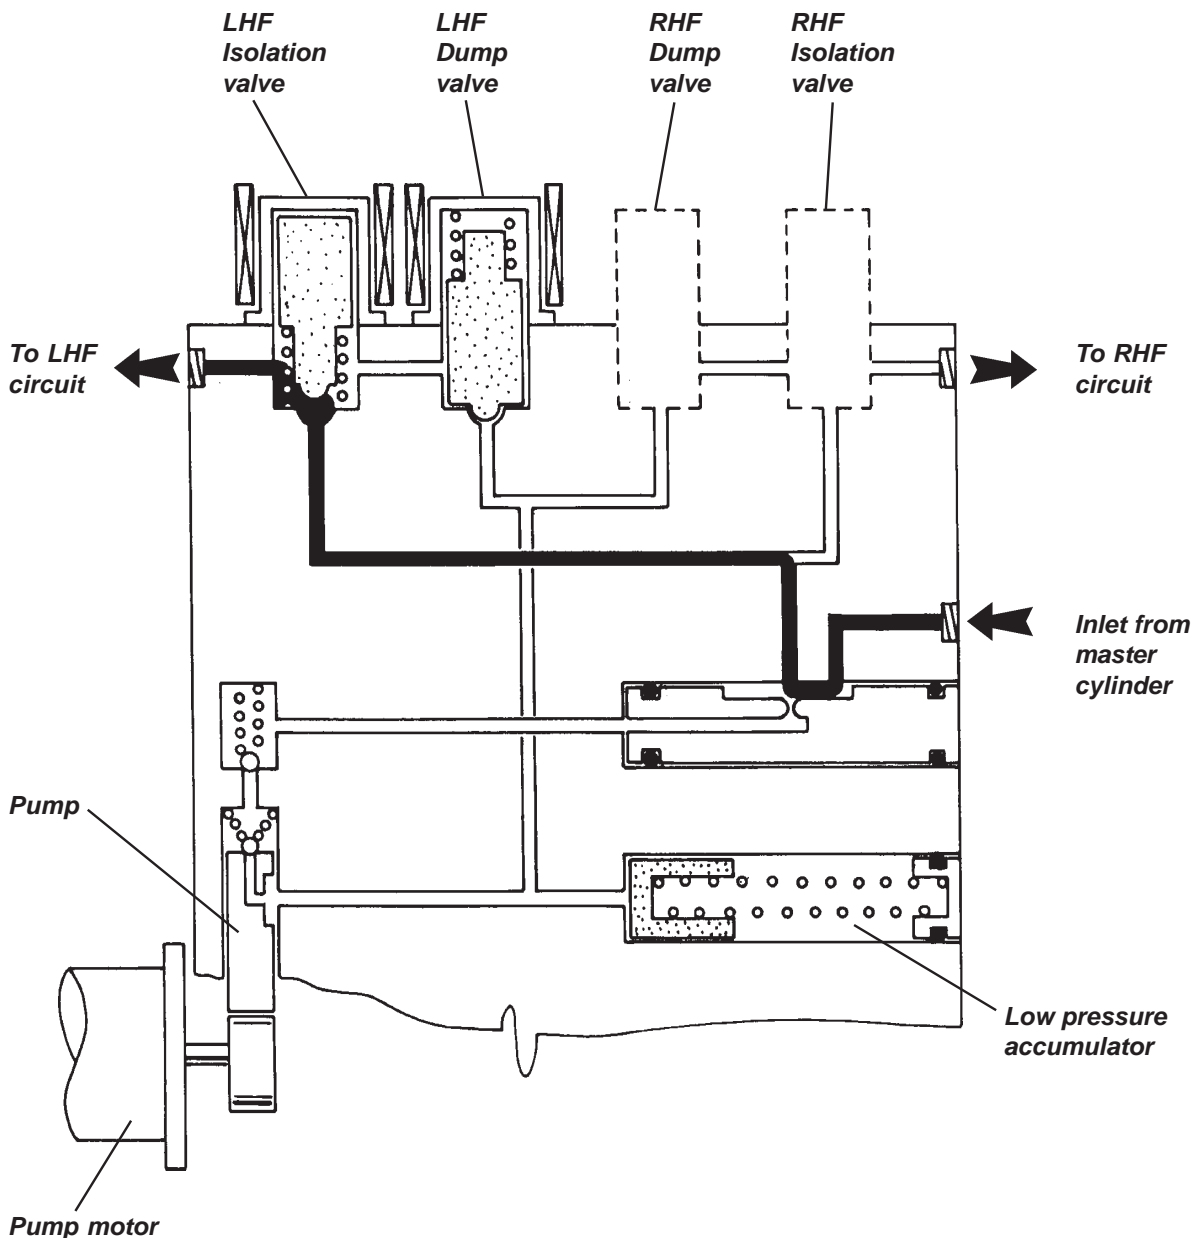 LHF
Isolation
valve
LHF
Dump
valve
RHF
Dump
valve
RHF
Isolation
valve
To LHF
circuit
To RHF
circuit
Inlet from
master
cylinder
Pump
Low pressure
accumulator
Pump motor